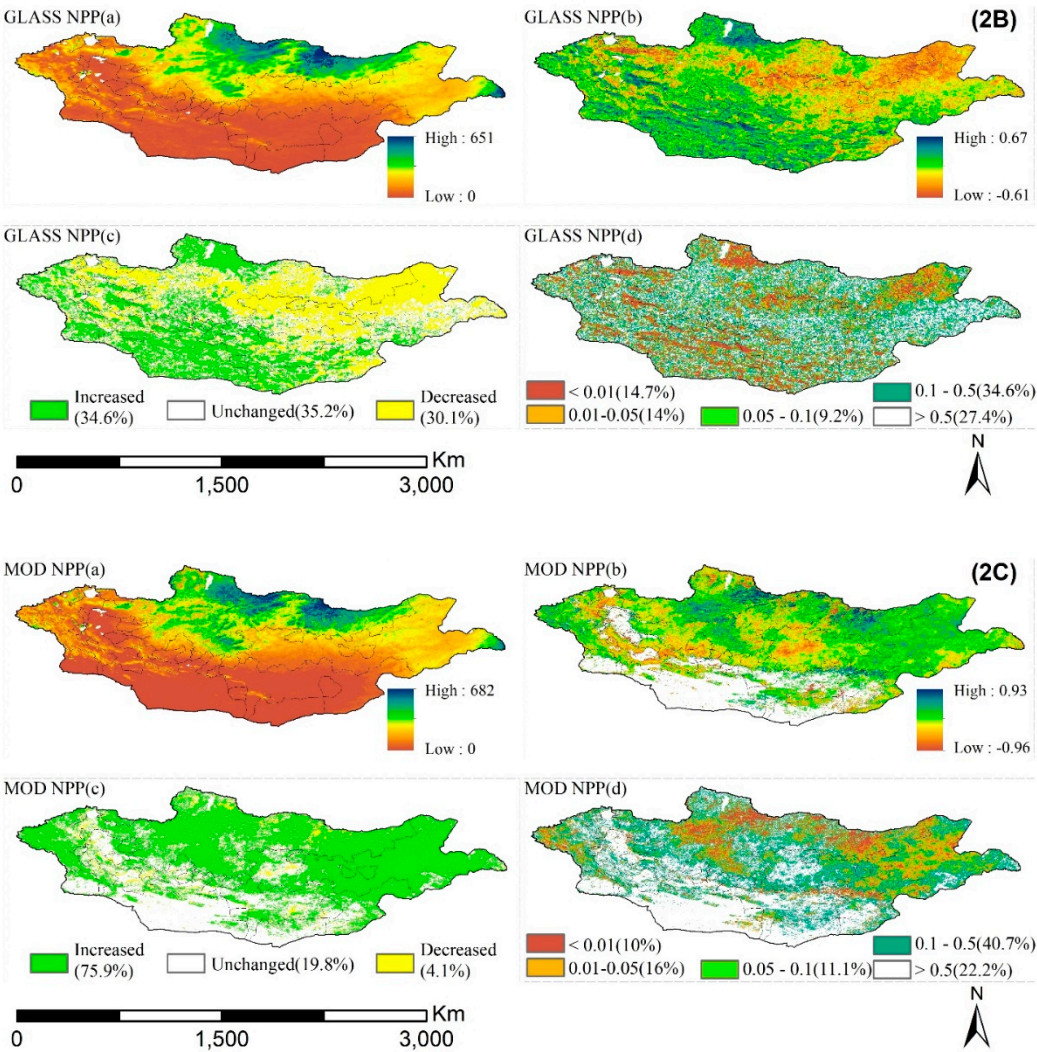 GLASS NPP(a)
High : 651
Low : 0
GLASS NPP(b)
(2B)
High : 0.67
Low : -0.61
GLASS NPP(c)
Increased
(34.6%)
Unchanged(35.2%)
Decreased
(30.1%)
GLASS NPP(d)
< 0.01(14.7%)
0.1 - 0.5(34.6%)
0.01-0.05(14%)
0.05 - 0.1(9.2%)
> 0.5(27.4%)
Km
0
1,500
3,000
N
MOD NPP(a)
High : 682
Low : 0
MOD NPP(b)
(2C)
High : 0.93
Low : -0.96
MOD NPP(c)
Increased
(75.9%)
Unchanged(19.8%)
Decreased
(4.1%)
MOD NPP(d)
< 0.01(10%)
0.1 - 0.5(40.7%)
0.01-0.05(16%)
0.05 - 0.1(11.1%)
> 0.5(22.2%)
Km
0
1,500
3,000
N